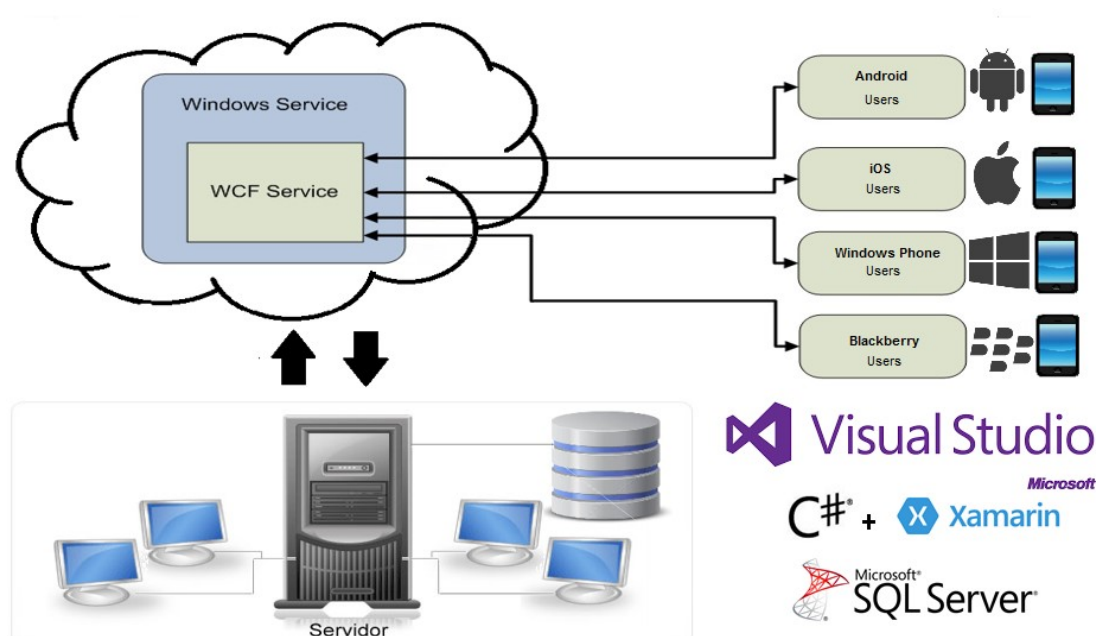 Windows Service
WCF Service
Android
Users
iOS
Users
Windows Phone
Users
Blackberry
Users
Servidor
Visual Studio
Microsoft
C#® + Xamarin
Microsoft®
SQL Server®